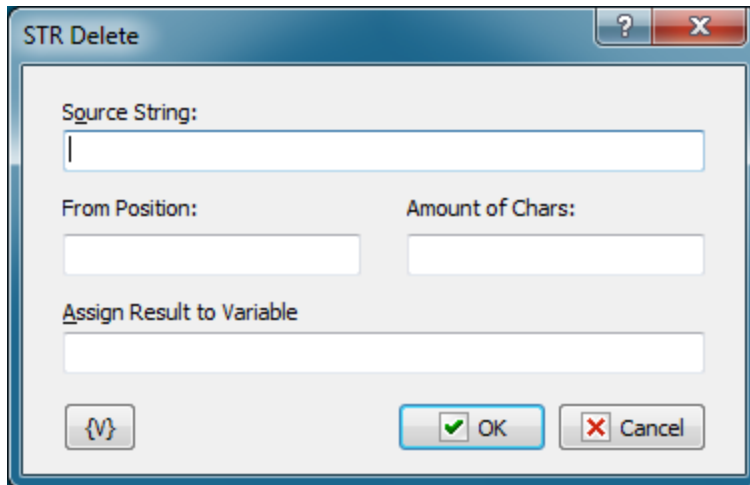 STR Delete
?
Source String:
From Position: Amount of Chars:
Assign Result to Variable
{V} OK Cancel